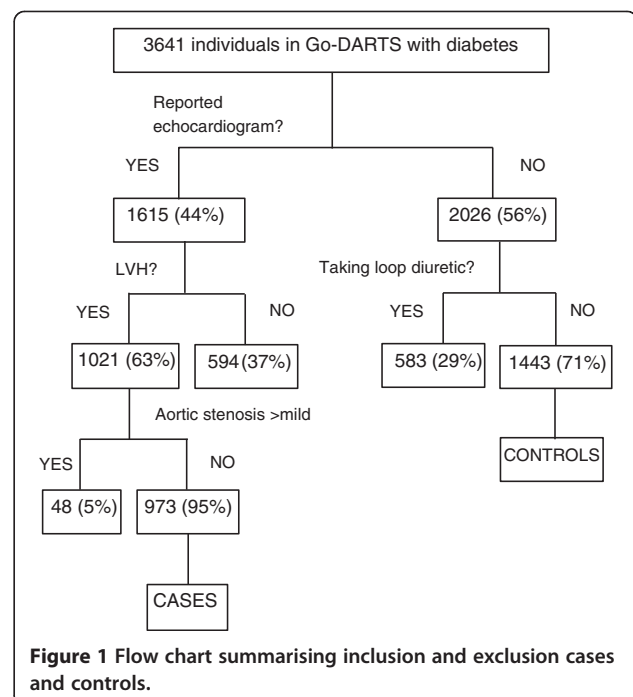 3641 individuals in Go-DARTS with diabetes
Reported
echocardiogram?
YES
NO
1615 (44%)
2026 (56%)
LVH?
Taking loop diuretic?
YES
NO
YES
NO
1021 (63%)
594 (37%)
583 (29%)
1443 (71%)
Aortic stenosis >mild
YES
NO
CONTROLS
48 (5%)
973 (95%)
CASES
Figure 1 Flow chart summarising inclusion and exclusion cases
and controls.